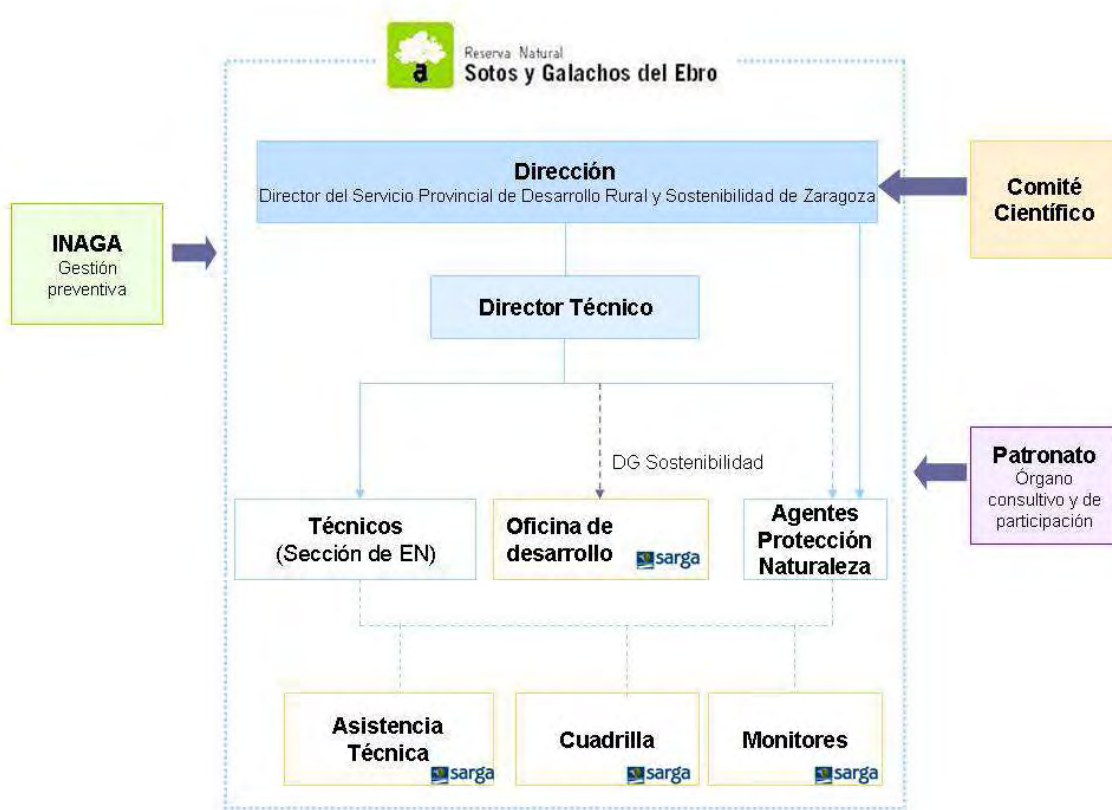 Reserva Natural
Sotos y Galachos del Ebro
a
Dirección
Director del Servicio Provincial de Desarrollo Rural y Sostenibilidad de Zaragoza
Comité
Científico
INAGA
Gestión
preventiva
Director Técnico
DG Sostenibilidad
Patronato
Órgano
consultivo y de
participación
Técnicos
(Sección de EN)
Oficina de
desarrollo
sarga
Agentes
Protección
Naturaleza
Asistencia
Técnica
sarga
Cuadrilla
sarga
Monitores
sarga